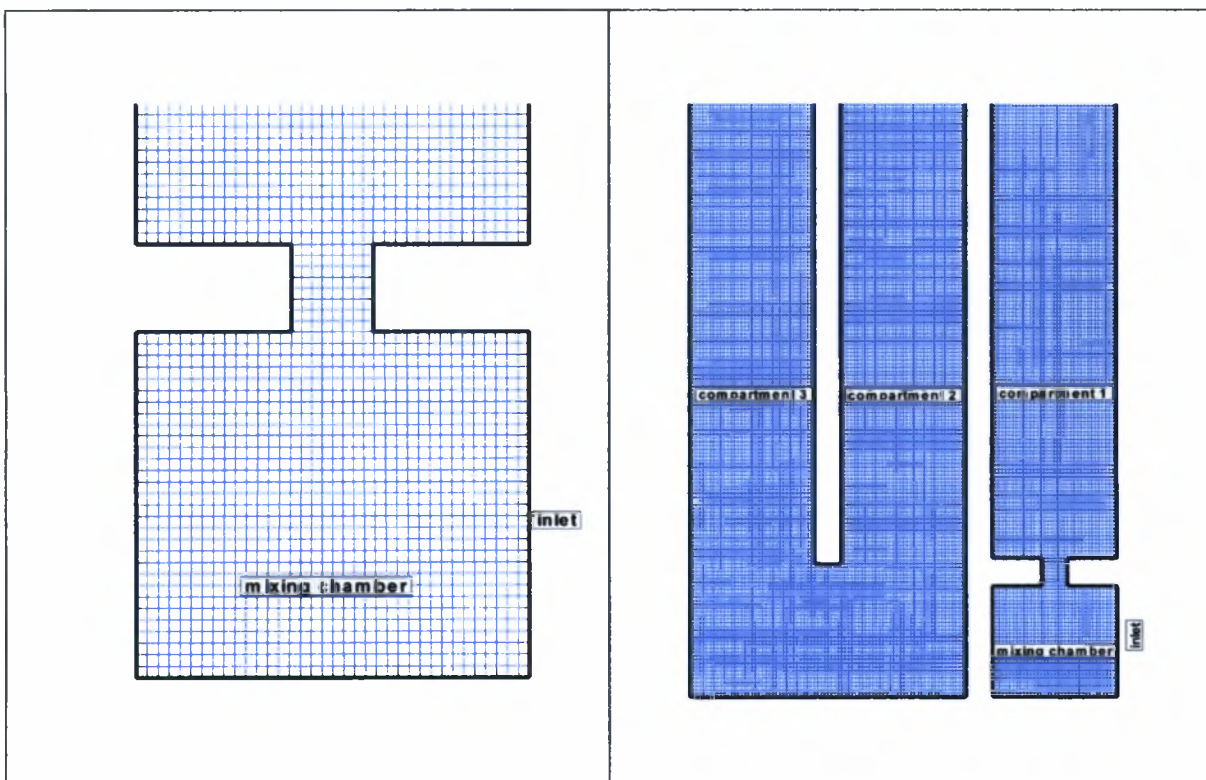 inlet
mixing chamber
compartment 3
compartment 2
compartment 1
inlet
mixing chamber